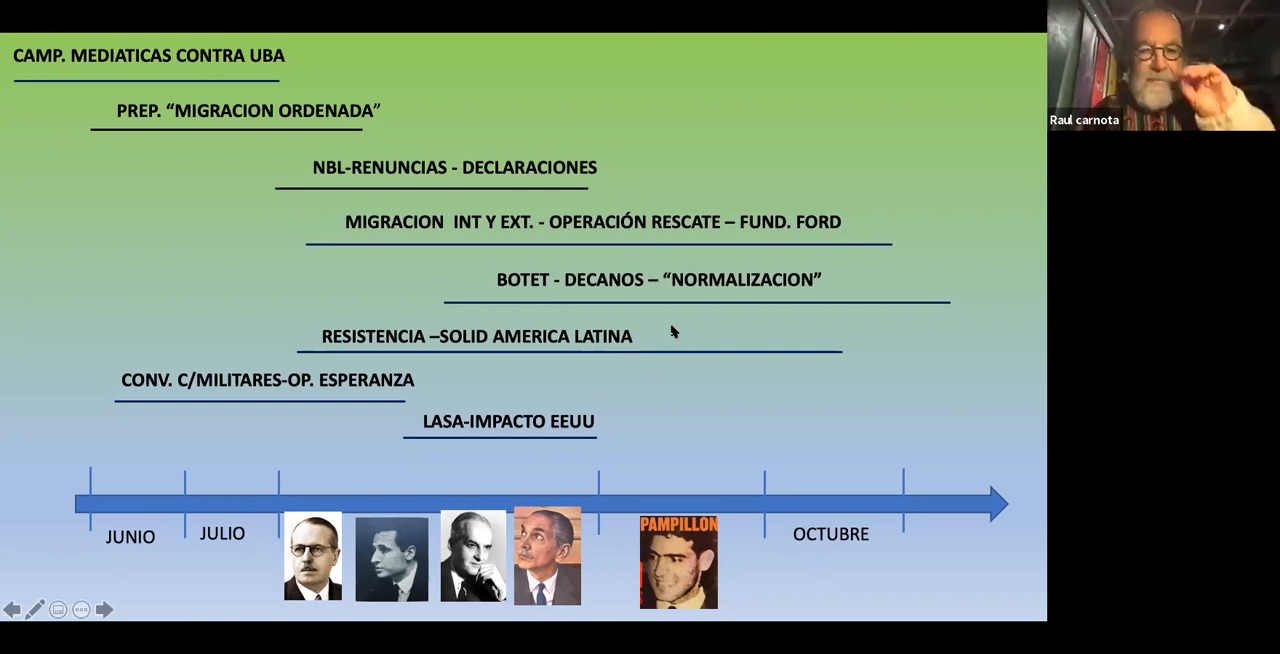 CAMP. MEDIATICAS CONTRA UBA
Raul carnota
PREP. “MIGRACION ORDENADA”
NBL-RENUNCIAS - DECLARACIONES
MIGRACION  INT Y EXT. - OPERACIÓN RESCATE – FUND. FORD
BOTET - DECANOS – “NORMALIZACION”
RESISTENCIA –SOLID AMERICA LATINA
CONV. C/MILITARES-OP. ESPERANZA
LASA-IMPACTO EEUU
JUNIO
JULIO
OCTUBRE
PAMPILLON